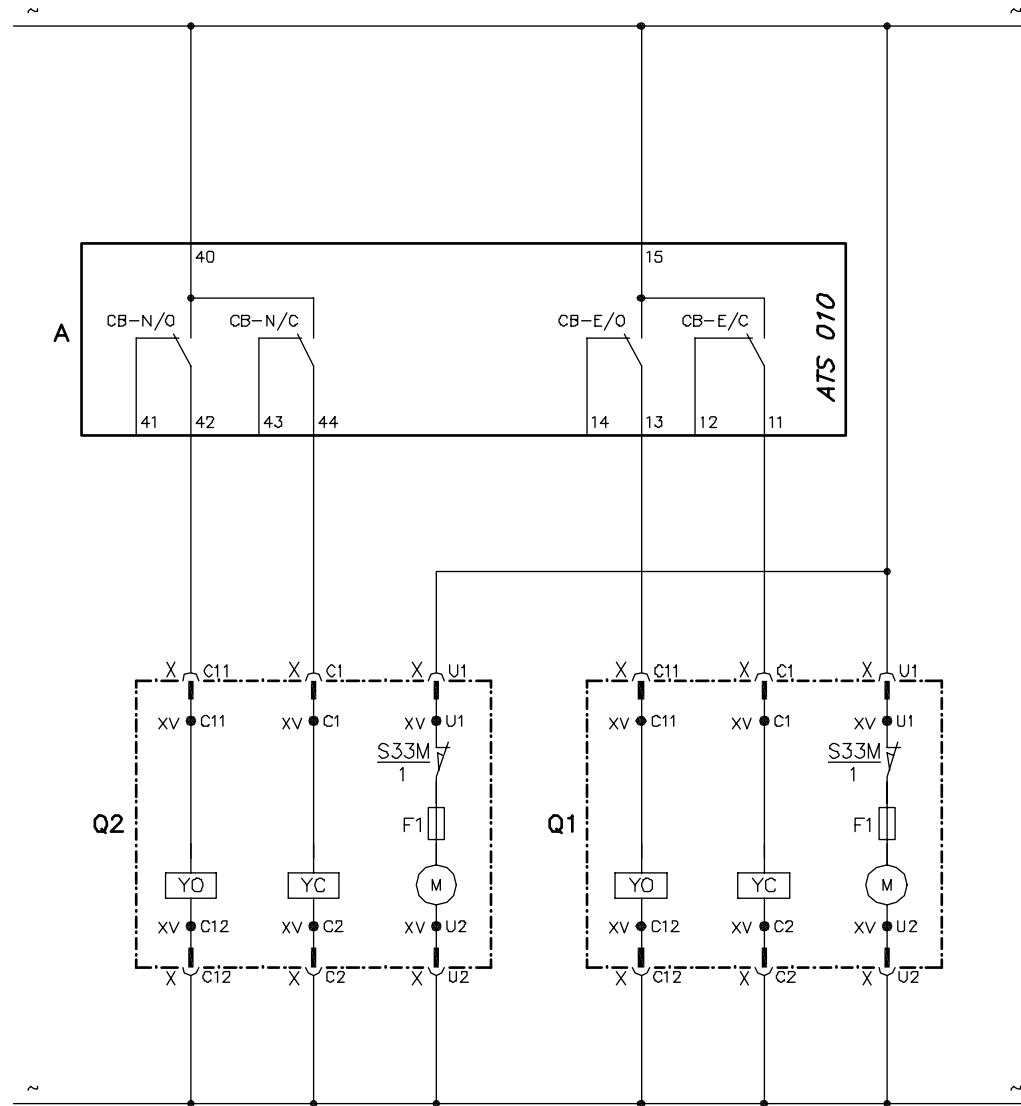 ~ ~
40 15
CB-N/O CB-N/C CB-E/O CB-E/C
A
ATS 010
41 42 43 44 14 13 12 11
X C11 X C1 X U1 X C11 X C1 X U1
XV C11 XV C1 XV U1 XV C11 XV C1 XV U1
S33M S33M
1 1
Q2 F1 Q1 F1
YO YC M YO YC M
XV C12 XV C2 XV U2 XV C12 XV C2 XV U2
X C12 X C2 X U2 X C12 X C2 X U2
~ ~